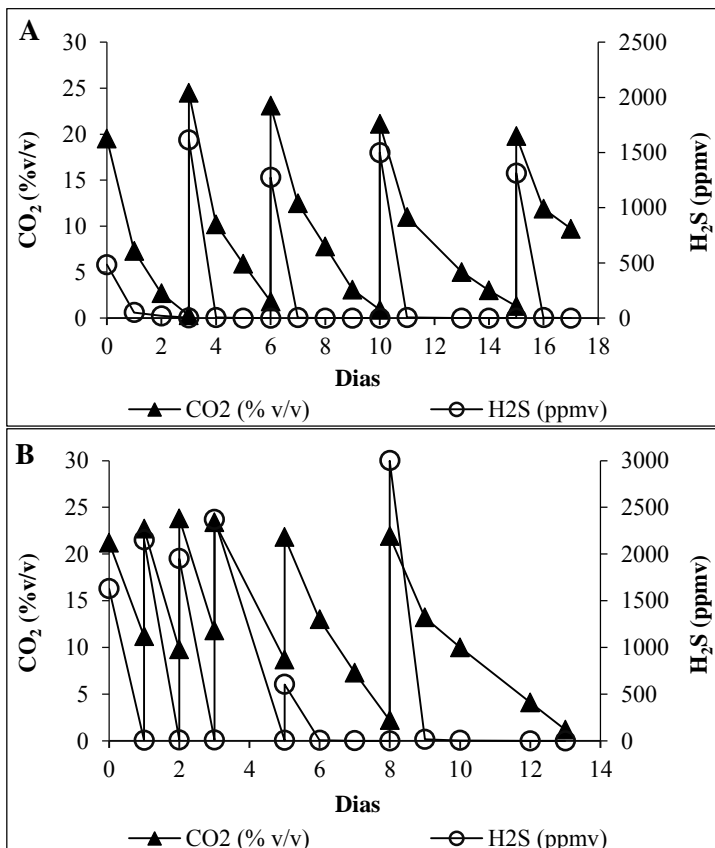 A
30
25
20
15
10
5
0
CO₂ (%v/v)
2500
2000
1500
1000
500
0
H₂S (ppmv)
0 2 4 6 8 10 12 14 16 18
Dias
CO2 (% v/v) H2S (ppmv)
B
30
25
20
15
10
5
0
CO₂ (%v/v)
3000
2500
2000
1500
1000
500
0
H₂S (ppmv)
0 2 4 6 8 10 12 14
Dias
CO2 (% v/v) H2S (ppmv)